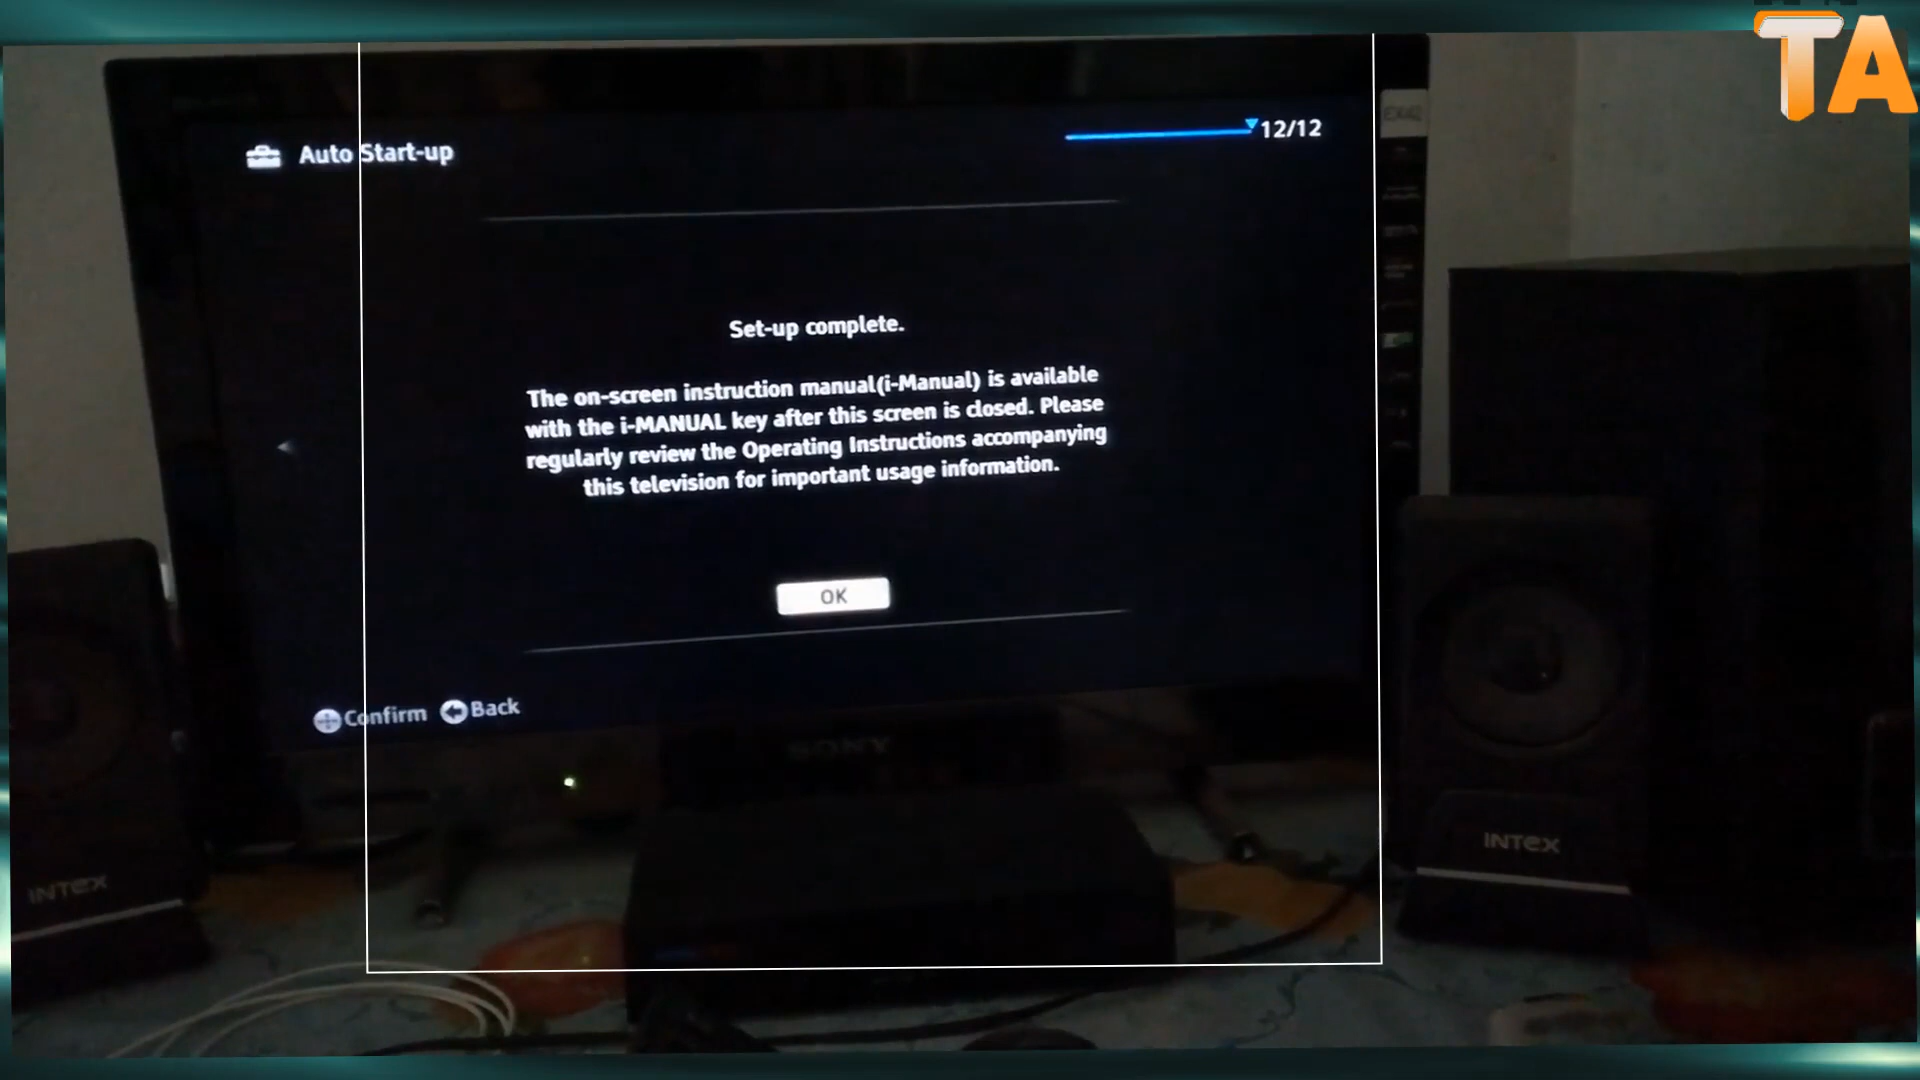 TA
Auto Start-up
12/12
Set-up complete.
The on-screen instruction manual(i-Manual) is available
with the i-MANUAL key after this screen is closed. Please
regularly review the Operating Instructions accompanying
this television for important usage information.
OK
Confirm Back
SONY
INTEX
INTEX